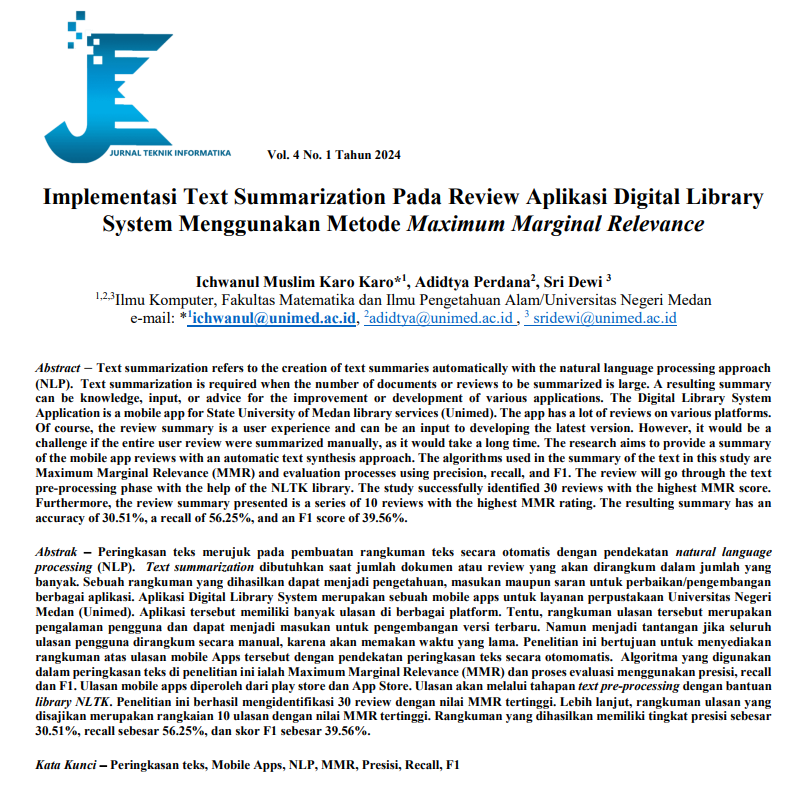 JURNAL TEKNIK INFORMATIKA
Vol. 4 No. 1 Tahun 2024
Implementasi Text Summarization Pada Review Aplikasi Digital Library
System Menggunakan Metode Maximum Marginal Relevance
Ichwanul Muslim Karo Karo*1, Adidtya Perdana2, Sri Dewi 3
1,2,3Ilmu Komputer, Fakultas Matematika dan Ilmu Pengetahuan Alam/Universitas Negeri Medan
e-mail: *1ichwanul@unimed.ac.id, 2adidtya@unimed.ac.id , 3 sridewi@unimed.ac.id
Abstract – Text summarization refers to the creation of text summaries automatically with the natural language processing approach
(NLP). Text summarization is required when the number of documents or reviews to be summarized is large. A resulting summary
can be knowledge, input, or advice for the improvement or development of various applications. The Digital Library System
Application is a mobile app for State University of Medan library services (Unimed). The app has a lot of reviews on various platforms.
Of course, the review summary is a user experience and can be an input to developing the latest version. However, it would be a
challenge if the entire user review were summarized manually, as it would take a long time. The research aims to provide a summary
of the mobile app reviews with an automatic text synthesis approach. The algorithms used in the summary of the text in this study are
Maximum Marginal Relevance (MMR) and evaluation processes using precision, recall, and F1. The review will go through the text
pre-processing phase with the help of the NLTK library. The study successfully identified 30 reviews with the highest MMR score.
Furthermore, the review summary presented is a series of 10 reviews with the highest MMR rating. The resulting summary has an
accuracy of 30.51%, a recall of 56.25%, and an F1 score of 39.56%.
Abstrak – Peringkasan teks merujuk pada pembuatan rangkuman teks secara otomatis dengan pendekatan natural language
processing (NLP). Text summarization dibutuhkan saat jumlah dokumen atau review yang akan dirangkum dalam jumlah yang
banyak. Sebuah rangkuman yang dihasilkan dapat menjadi pengetahuan, masukan maupun saran untuk perbaikan/pengembangan
berbagai aplikasi. Aplikasi Digital Library System merupakan sebuah mobile apps untuk layanan perpustakaan Universitas Negeri
Medan (Unimed). Aplikasi tersebut memiliki banyak ulasan di berbagai platform. Tentu, rangkuman ulasan tersebut merupakan
pengalaman pengguna dan dapat menjadi masukan untuk pengembangan versi terbaru. Namun menjadi tantangan jika seluruh
ulasan pengguna dirangkum secara manual, karena akan memakan waktu yang lama. Penelitian ini bertujuan untuk menyediakan
rangkuman atas ulasan mobile Apps tersebut dengan pendekatan peringkasan teks secara otomomatis. Algoritma yang digunakan
dalam peringkasan teks di penelitian ini ialah Maximum Marginal Relevance (MMR) dan proses evaluasi menggunakan presisi, recall
dan F1. Ulasan mobile apps diperoleh dari play store dan App Store. Ulasan akan melalui tahapan text pre-processing dengan bantuan
library NLTK. Penelitian ini berhasil mengidentifikasi 30 review dengan nilai MMR tertinggi. Lebih lanjut, rangkuman ulasan yang
disajikan merupakan rangkaian 10 ulasan dengan nilai MMR tertinggi. Rangkuman yang dihasilkan memiliki tingkat presisi sebesar
30.51%, recall sebesar 56.25%, dan skor F1 sebesar 39.56%.
Kata Kunci – Peringkasan teks, Mobile Apps, NLP, MMR, Presisi, Recall, F1